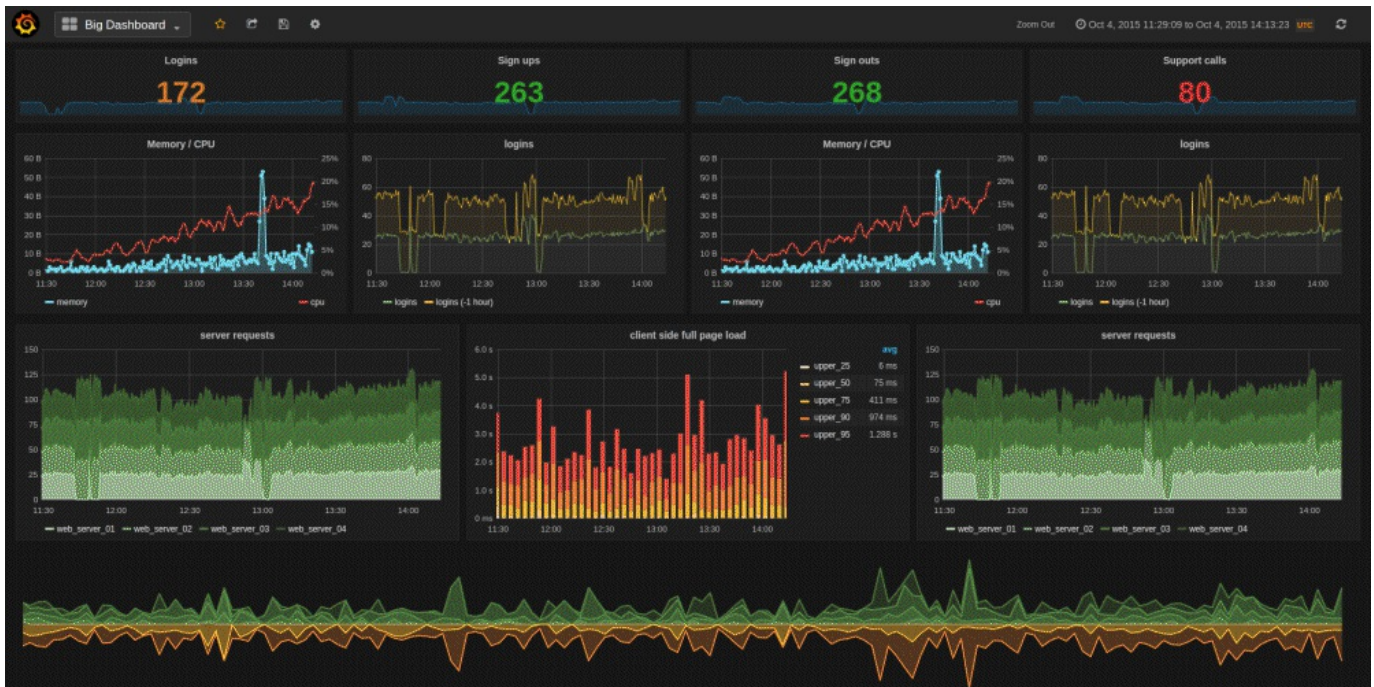 Big Dashboard
Zoom Out
Oct 4, 2015 11:29:09 to Oct 4, 2015 14:13:23 UTC
Logins
172
Sign ups
263
Sign outs
268
Support calls
80
Memory / CPU
60 B
50 B
40 B
30 B
20 B
10 B
0 B
25%
20%
15%
10%
5%
0%
11:30 12:00 12:30 13:00 13:30 14:00
memory cpu
logins
80
60
40
20
0
11:30 12:00 12:30 13:00 13:30 14:00
logins logins (-1 hour)
Memory / CPU
60 B
50 B
40 B
30 B
20 B
10 B
0 B
25%
20%
15%
10%
5%
0%
11:30 12:00 12:30 13:00 13:30 14:00
memory cpu
logins
80
60
40
20
0
11:30 12:00 12:30 13:00 13:30 14:00
logins logins (-1 hour)
server requests
150
125
100
75
50
25
0
11:30 12:00 12:30 13:00 13:30 14:00
web_server_01 web_server_02 web_server_03 web_server_04
client side full page load
6.0 s
5.0 s
4.0 s
3.0 s
2.0 s
1.0 s
0 ms
11:30 12:00 12:30 13:00 13:30 14:00
avg
upper_25 6 ms
upper_50 75 ms
upper_75 411 ms
upper_90 974 ms
upper_95 1.288 s
server requests
150
125
100
75
50
25
0
11:30 12:00 12:30 13:00 13:30 14:00
web_server_01 web_server_02 web_server_03 web_server_04